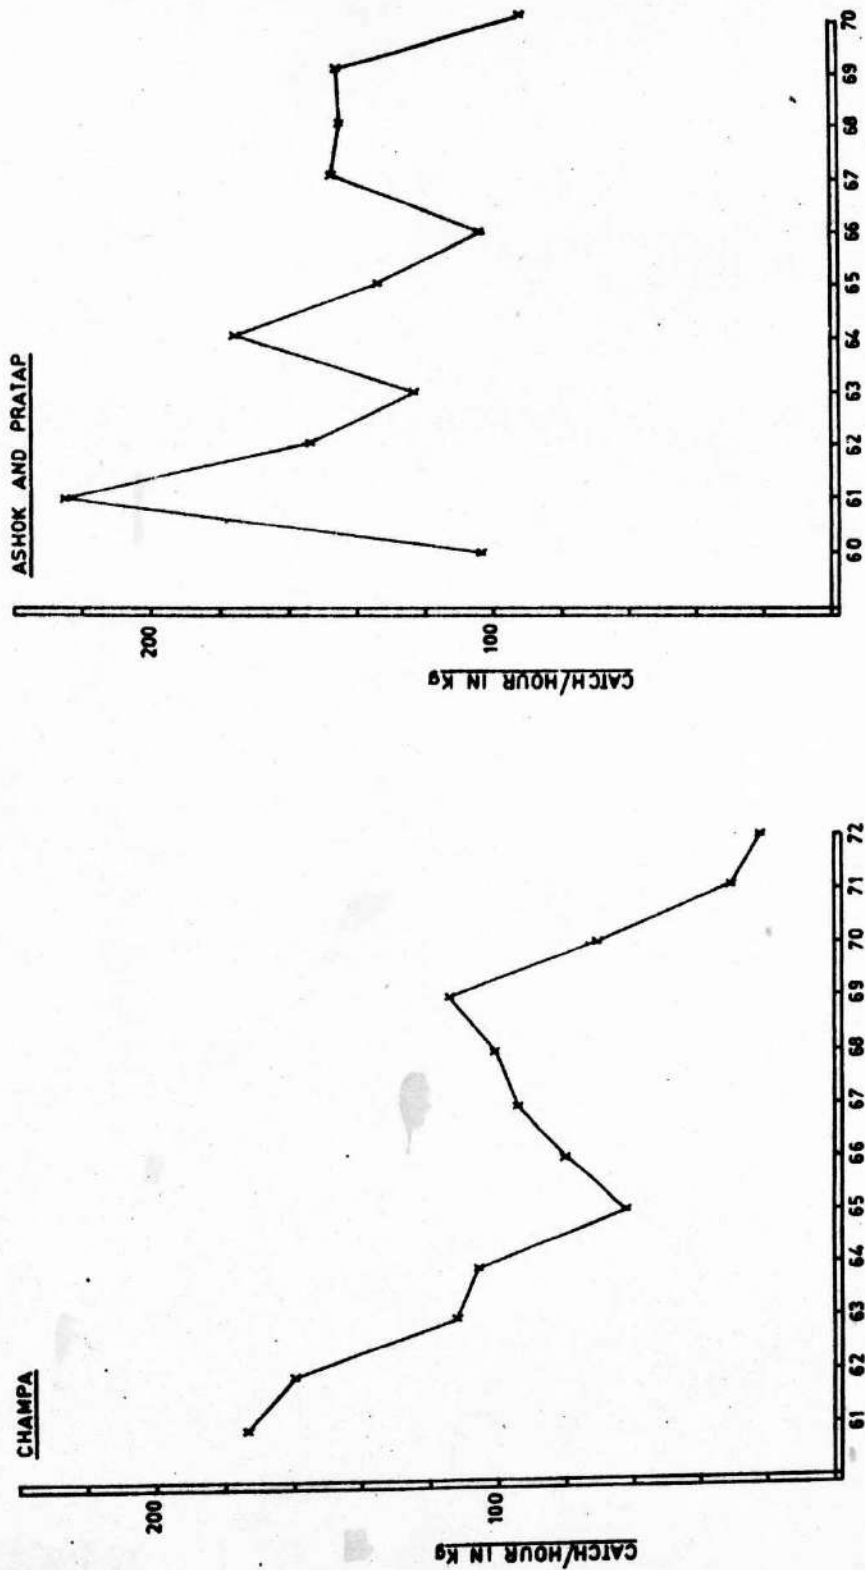 CHAMPA
CATCH/HOUR IN Kg
200
100
61 62 63 64 65 66 67 68 69 70 71 72
ASHOK AND PRATAP
CATCH/HOUR IN Kg
200
100
60 61 62 63 64 65 66 67 68 69 70